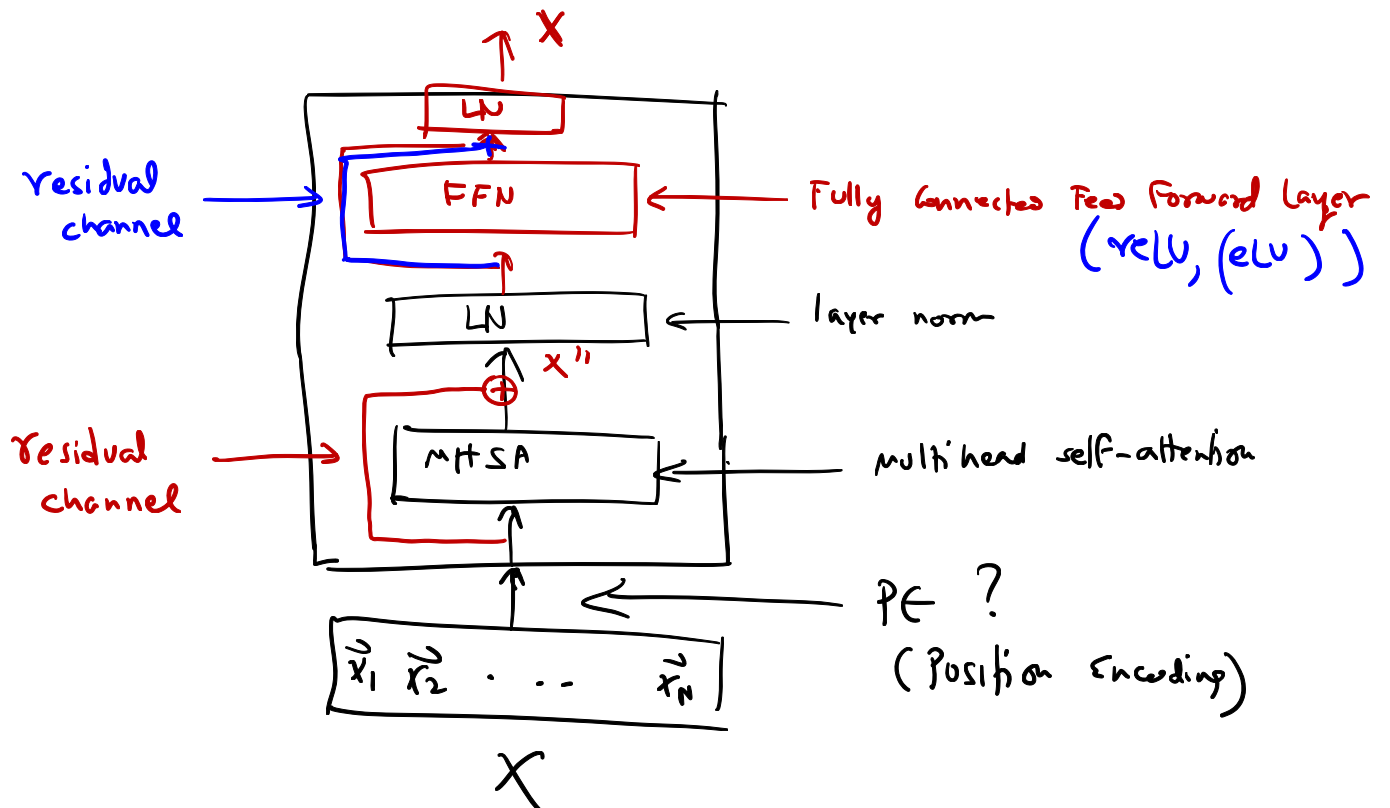 X
LN
residual
channel
FFN
Fully Connected Feed Forward Layer
(reLU, (eLU))
LN
layer norm
X"
+
residual
channel
MHSA
multihead self-attention
PE ?
(Position Encoding)
x₁ x₂ . . . . x_N
X